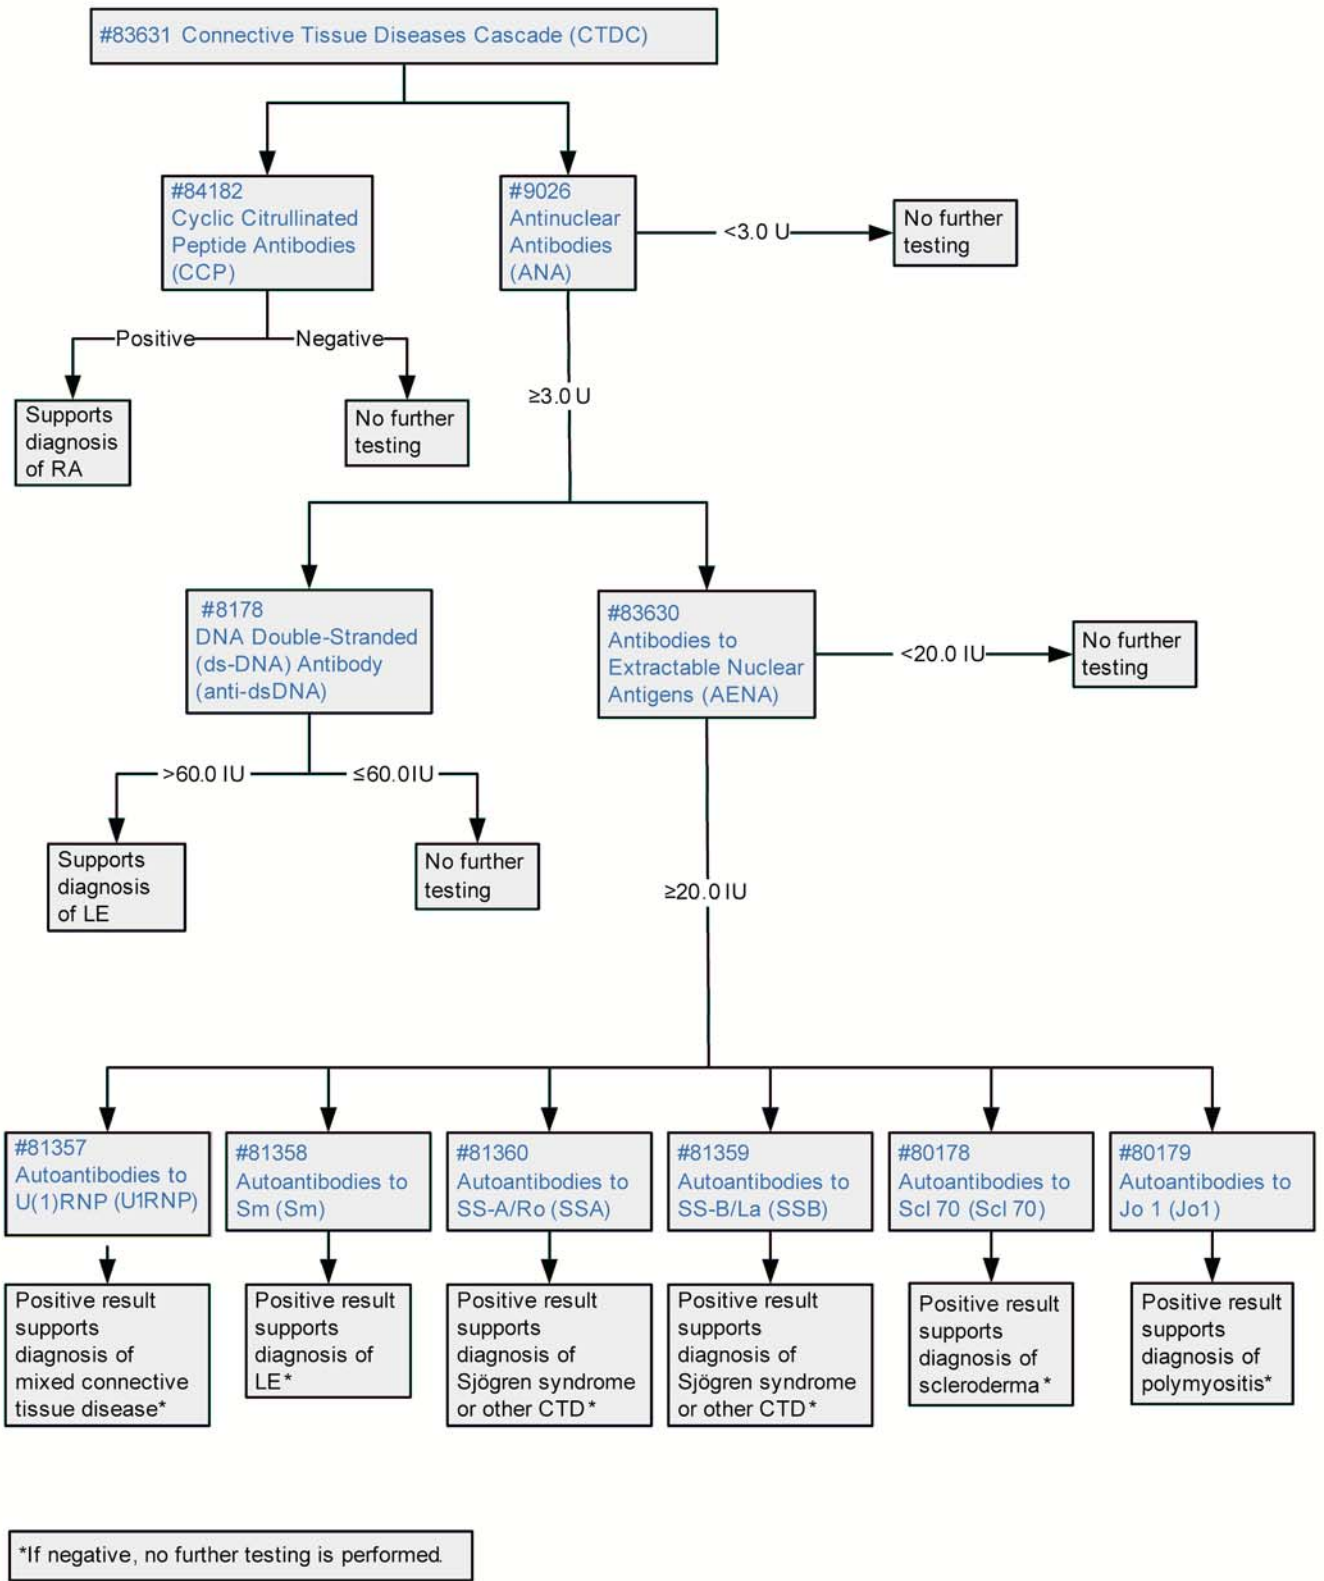 #83631 Connective Tissue Diseases Cascade (CTDC)
#84182
Cyclic Citrullinated
Peptide Antibodies
(CCP)
#9026
Antinuclear
Antibodies
(ANA)
<3.0 U
No further
testing
Positive
Negative
Supports
diagnosis
of RA
No further
testing
≥3.0 U
#8178
DNA Double-Stranded
(ds-DNA) Antibody
(anti-dsDNA)
#83630
Antibodies to
Extractable Nuclear
Antigens (AENA)
<20.0 IU
No further
testing
>60.0 IU
≤60.0IU
Supports
diagnosis
of LE
No further
testing
≥20.0 IU
#81357
Autoantibodies to
U(1)RNP (U1RNP)
#81358
Autoantibodies to
Sm (Sm)
#81360
Autoantibodies to
SS-A/Ro (SSA)
#81359
Autoantibodies to
SS-B/La (SSB)
#80178
Autoantibodies to
Scl 70 (Scl 70)
#80179
Autoantibodies to
Jo 1 (Jo1)
Positive result
supports
diagnosis of
mixed connective
tissue disease*
Positive result
supports
diagnosis of
LE*
Positive result
supports
diagnosis of
Sjögren syndrome
or other CTD*
Positive result
supports
diagnosis of
Sjögren syndrome
or other CTD*
Positive result
supports
diagnosis of
scleroderma*
Positive result
supports
diagnosis of
polymyositis*
*If negative, no further testing is performed.